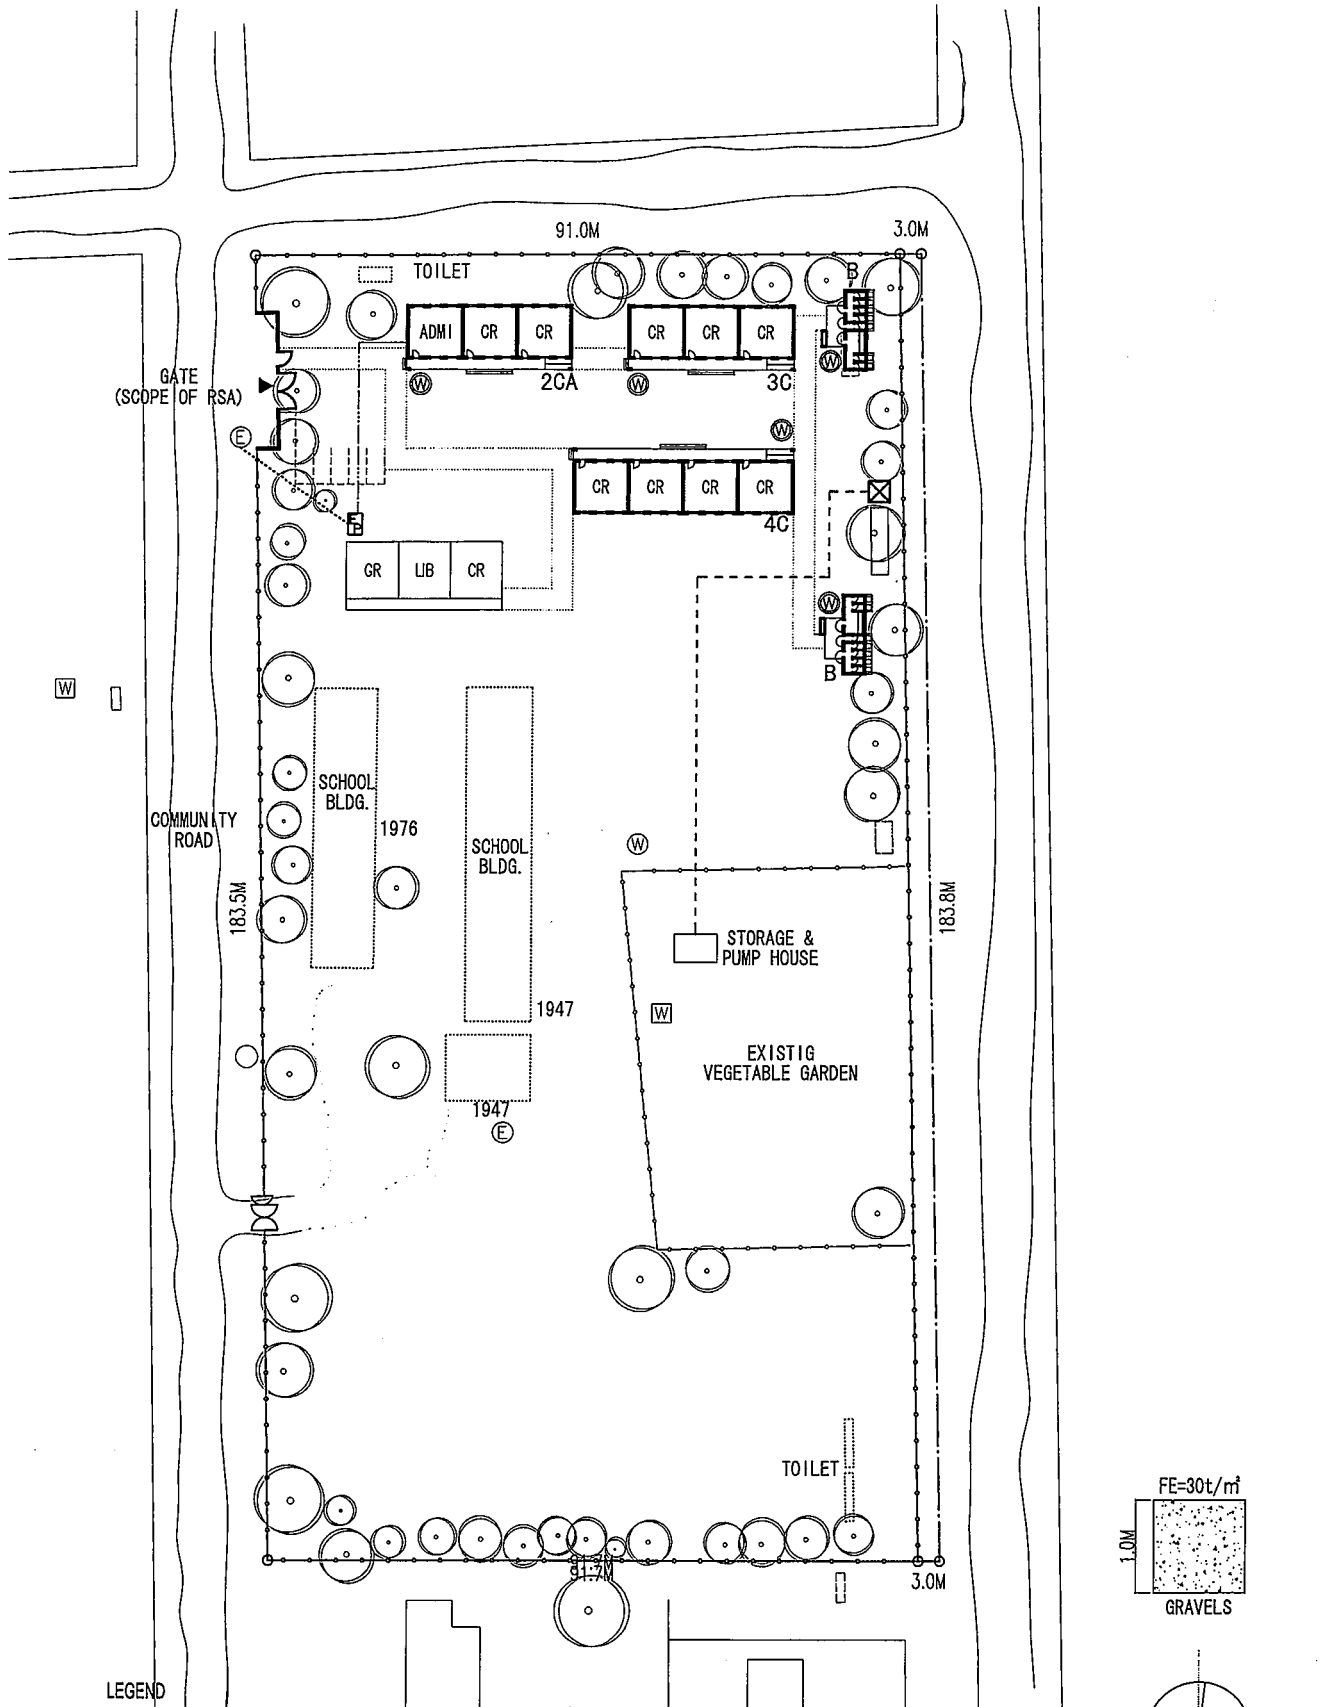 91.0M
3.0M
TOILET
B
ADMI
CR
CR
CR
CR
CR
W
GATE
(SCOPE OF RSA)
W
2CA
W
3C
E
W
CR
CR
CR
CR
4C
EP
GR
LIB
CR
W
B
W
SCHOOL
BLDG.
1976
COMMUNITY
ROAD
SCHOOL
BLDG.
W
183.5M
183.8M
STORAGE &
PUMP HOUSE
1947
W
EXISTIG
VEGETABLE GARDEN
1947
E
TOILET
FE=30t/㎡
1.0M
91.7M
3.0M
GRAVELS
LEGEND